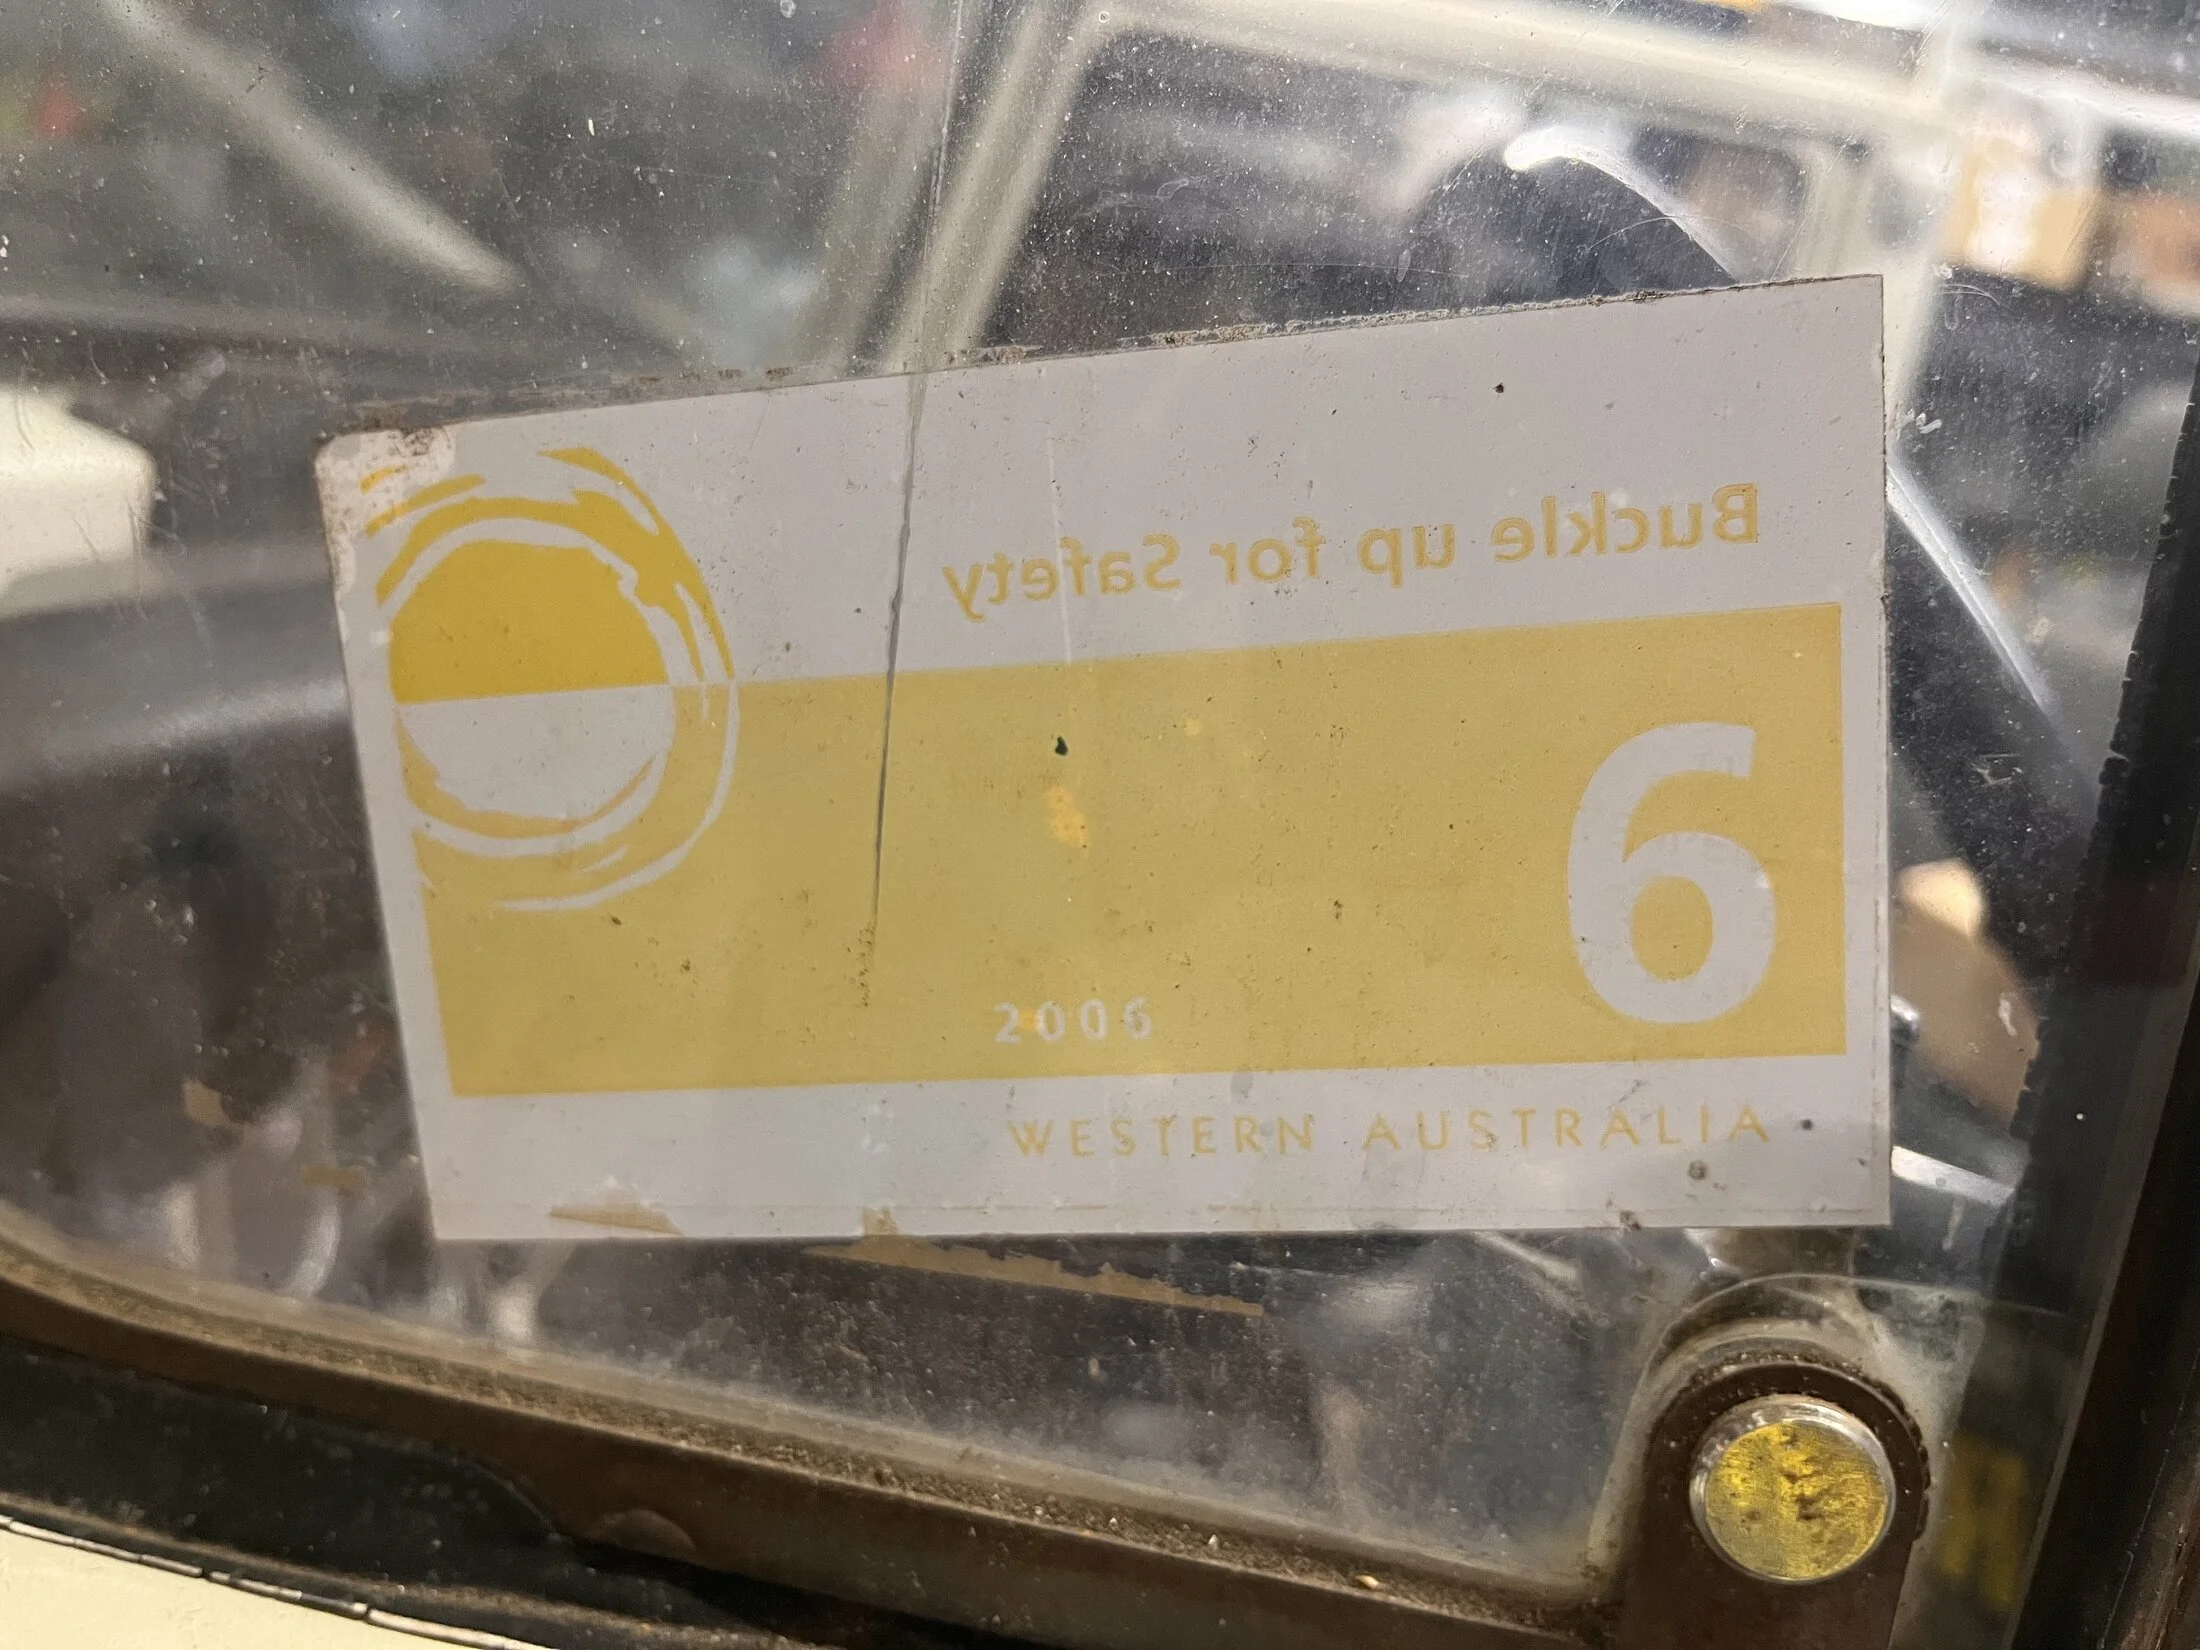 Buckle up for Safety
6
2006
WESTERN AUSTRALIA